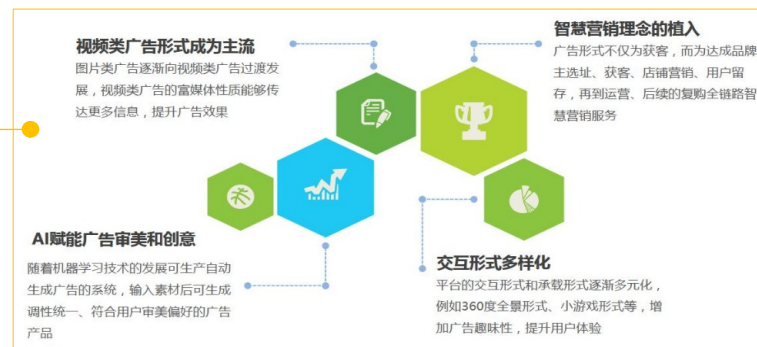 视频类广告形式成为主流
图片类广告逐渐向视频类广告过渡发
展，视频类广告的富媒体性质能够传
达更多信息，提升广告效果
智慧营销理念的植入
广告形式不仅为获客，而为达成品牌
主选址、获客、店铺营销、用户留
存，再到运营、后续的复购全链路智
慧营销服务
AI赋能广告审美和创意
随着机器学习技术的发展可生产自动
生成广告的系统，输入素材后可生成
调性统一、符合用户审美偏好的广告
产品
交互形式多样化
平台的交互形式和承载形式逐渐多元化，
例如360度全景形式、小游戏形式等，增
加广告趣味性，提升用户体验